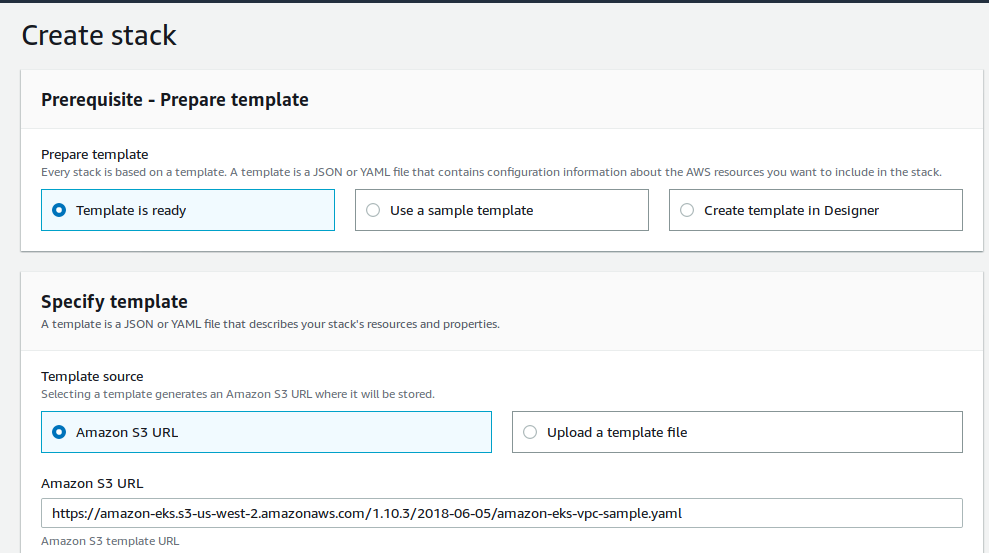 Create stack
Prerequisite - Prepare template
Prepare template
Every stack is based on a template. A template is a JSON or YAML file that contains configuration information about the AWS resources you want to include in the stack.
Template is ready
Use a sample template
Create template in Designer
Specify template
A template is a JSON or YAML file that describes your stack's resources and properties.
Template source
Selecting a template generates an Amazon S3 URL where it will be stored.
Amazon S3 URL
Upload a template file
Amazon S3 URL
https://amazon-eks.s3-us-west-2.amazonaws.com/1.10.3/2018-06-05/amazon-eks-vpc-sample.yaml
Amazon S3 template URL